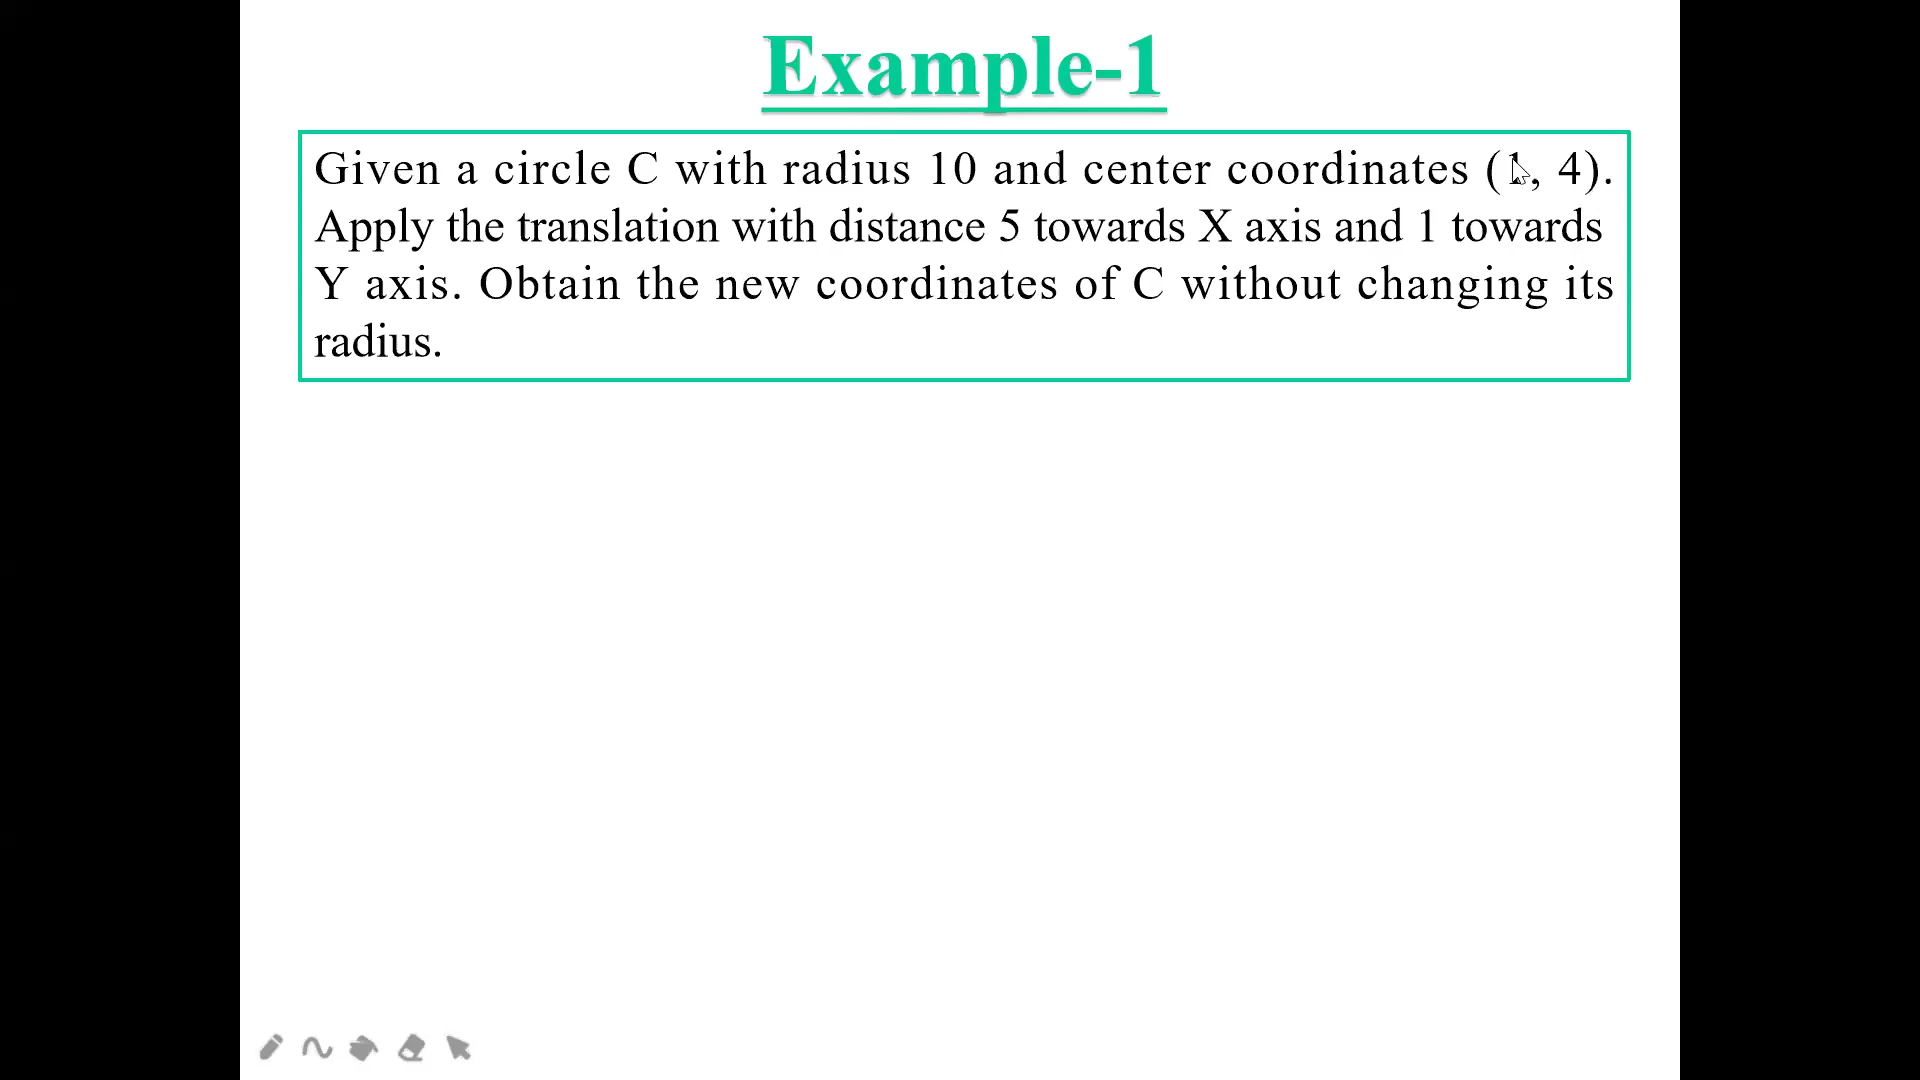 Example-1
Given a circle C with radius 10 and center coordinates (1, 4).
Apply the translation with distance 5 towards X axis and 1 towards
Y axis. Obtain the new coordinates of C without changing its
radius.